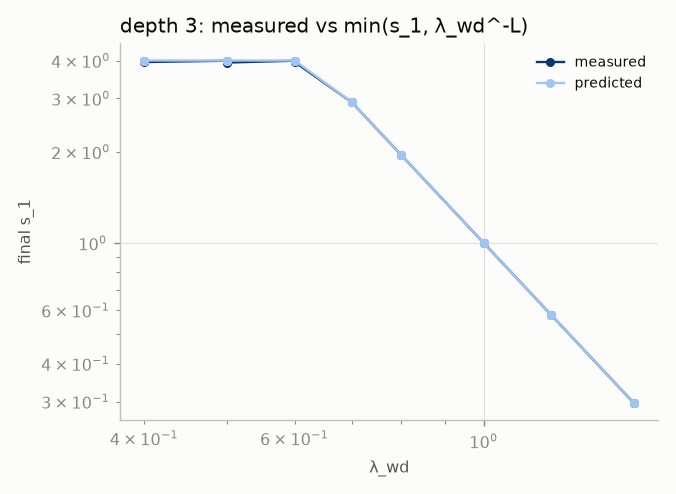 depth 3: measured vs min(s_1, λ_wd^-L)
measured
predicted
4 × 10⁰
3 × 10⁰
2 × 10⁰
10⁰
6 × 10⁻¹
4 × 10⁻¹
3 × 10⁻¹
final s_1
4 × 10⁻¹
6 × 10⁻¹
10⁰
λ_wd